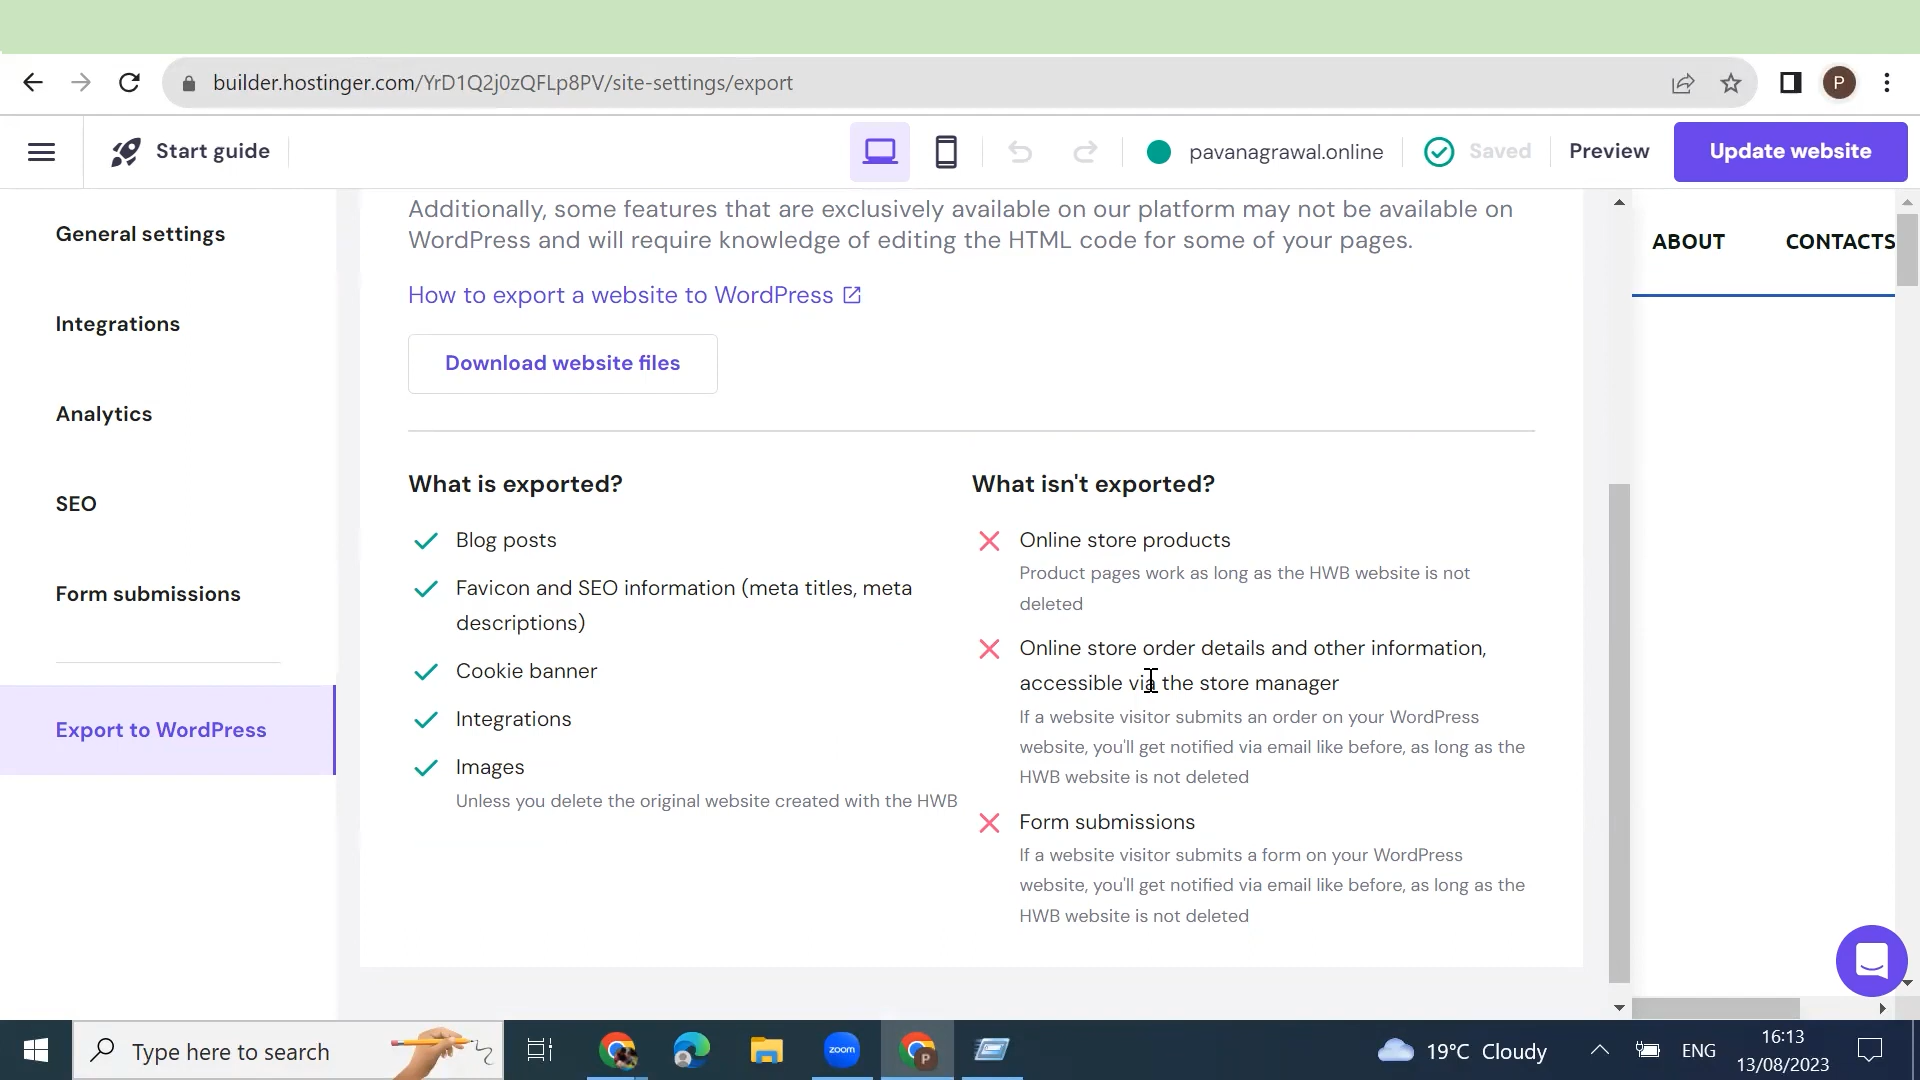 builder.hostinger.com/YrD1Q2j0zQFLp8PV/site-settings/export
P
Start guide
pavanagrawal.online
Saved
Preview
Update website
General settings
Integrations
Analytics
SEO
Form submissions
Export to WordPress
Additionally, some features that are exclusively available on our platform may not be available on
WordPress and will require knowledge of editing the HTML code for some of your pages.
How to export a website to WordPress
Download website files
What is exported?
Blog posts
Favicon and SEO information (meta titles, meta
descriptions)
Cookie banner
Integrations
Images
Unless you delete the original website created with the HWB
What isn't exported?
Online store products
Product pages work as long as the HWB website is not
deleted
Online store order details and other information,
accessible via the store manager
If a website visitor submits an order on your WordPress
website, you'll get notified via email like before, as long as the
HWB website is not deleted
Form submissions
If a website visitor submits a form on your WordPress
website, you'll get notified via email like before, as long as the
HWB website is not deleted
ABOUT
CONTACTS
Type here to search
zoom
P
19°C Cloudy
ENG
16:13
13/08/2023